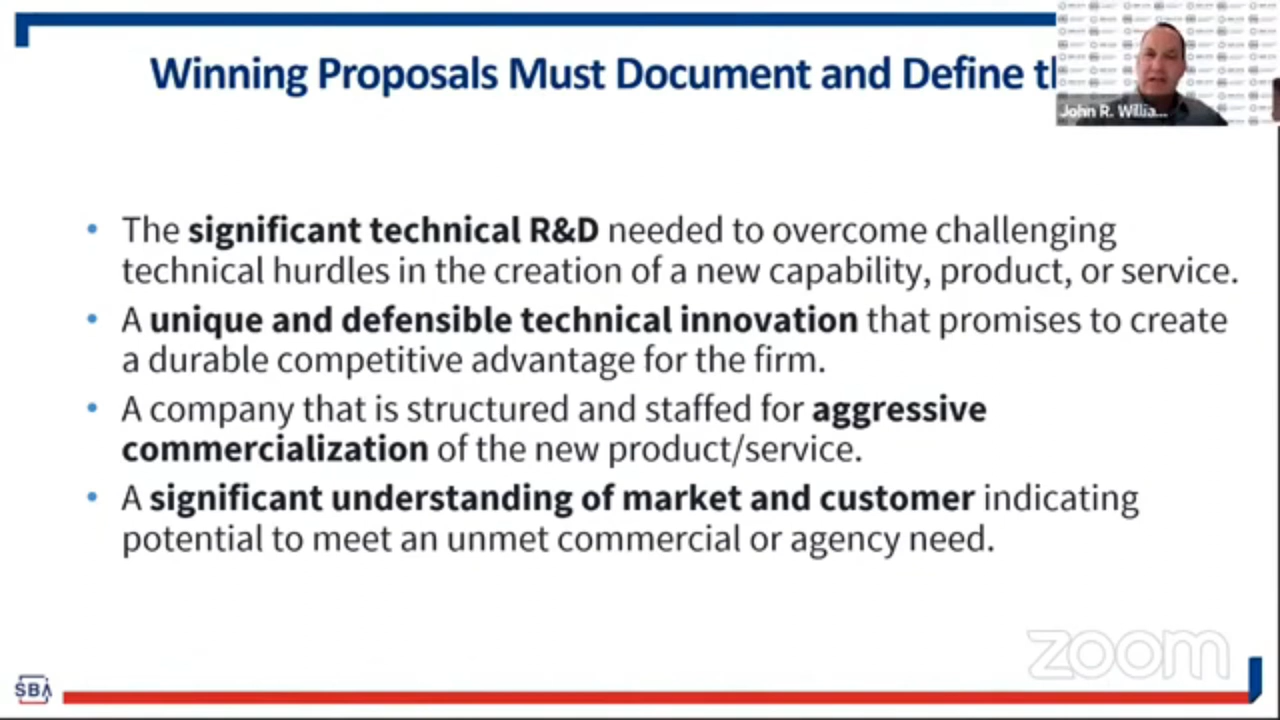 Winning Proposals Must Document and Define th
John R. Willia...
• The significant technical R&D needed to overcome challenging
technical hurdles in the creation of a new capability, product, or service.
• A unique and defensible technical innovation that promises to create
a durable competitive advantage for the firm.
• A company that is structured and staffed for aggressive
commercialization of the new product/service.
• A significant understanding of market and customer indicating
potential to meet an unmet commercial or agency need.
zoom
SBA